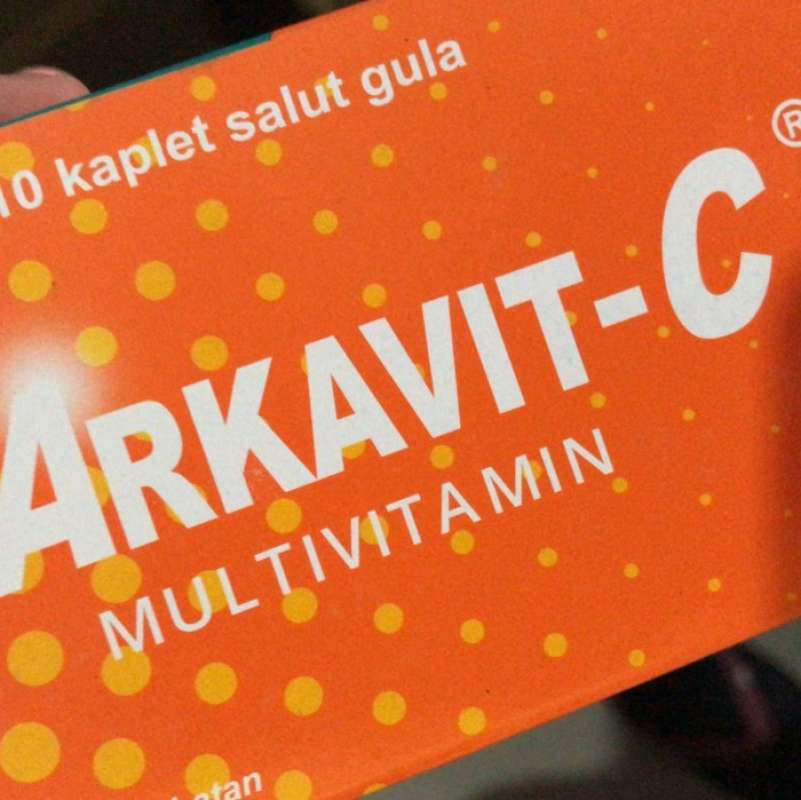 10 kaplet salut gula
ARKAVIT-C®
MULTIVITAMIN